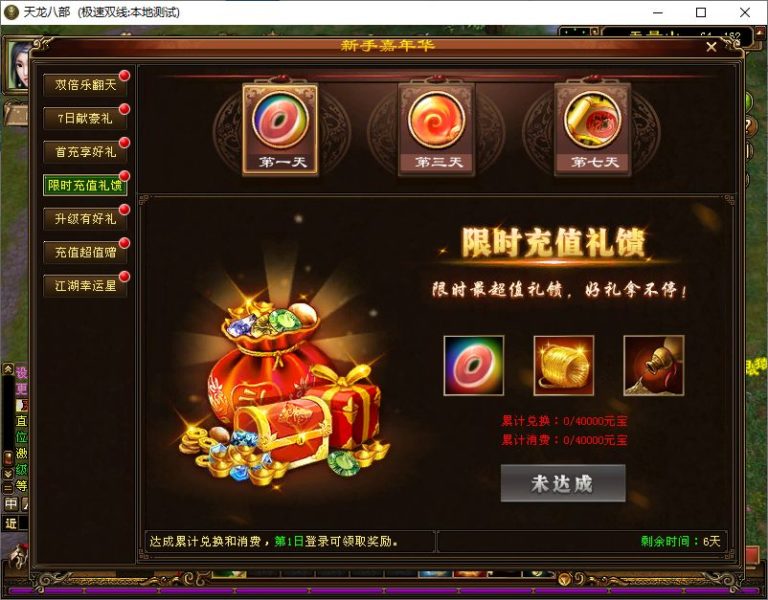 天龙八部 (极速双线:本地测试)
新手嘉年华
双倍乐翻天
7日献豪礼
首充享好礼
限时充值礼馈
升级有好礼
充值超值赠
江湖幸运星
第一天
第三天
第七天
限时充值礼馈
限时最超值礼馈，好礼拿不停！
累计兑换：0/40000元宝
累计消费：0/40000元宝
未达成
达成累计兑换和消费，第1日登录可领取奖励。
剩余时间：6天
近